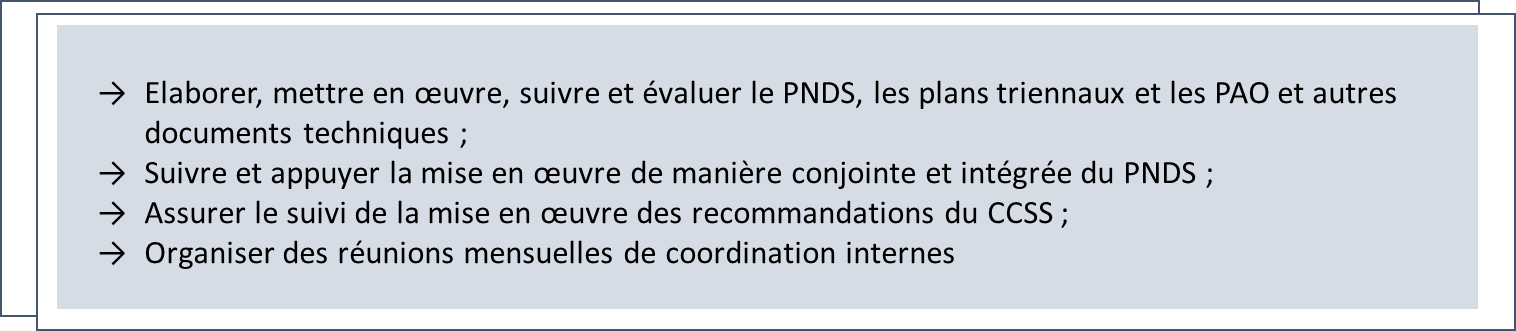 → Elaborer, mettre en œuvre, suivre et évaluer le PNDS, les plans triennaux et les PAO et autres
documents techniques ;
→ Suivre et appuyer la mise en œuvre de manière conjointe et intégrée du PNDS ;
→ Assurer le suivi de la mise en œuvre des recommandations du CCSS ;
→ Organiser des réunions mensuelles de coordination internes